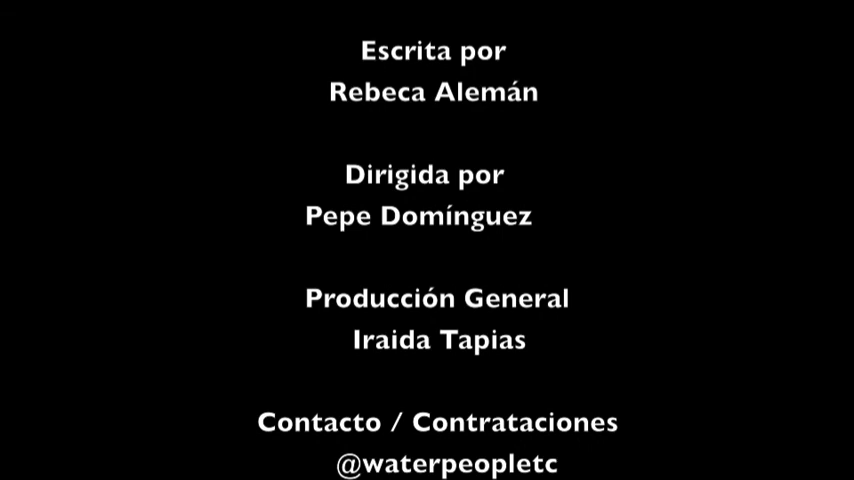 Escrita por
Rebeca Alemán
Dirigida por
Pepe Domínguez
Producción General
Iraida Tapias
Contacto / Contrataciones
@waterpeopletc